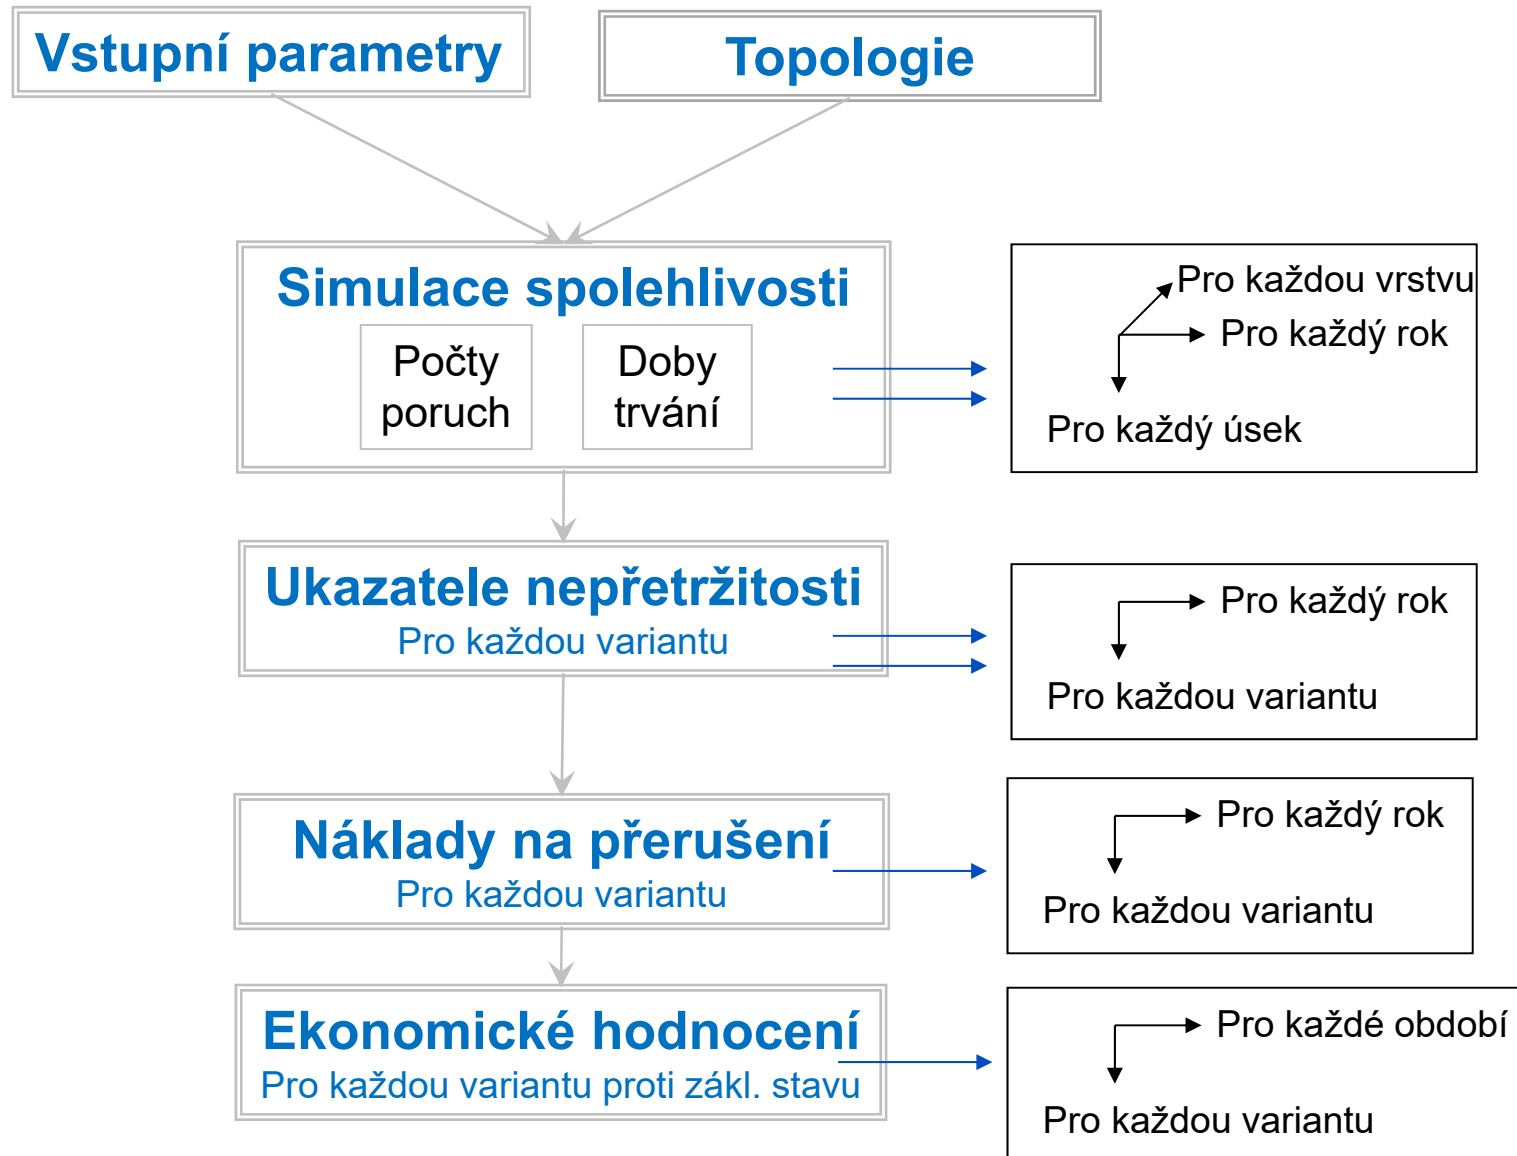 Vstupní parametry
Topologie
Simulace spolehlivosti
Počty
poruch
Doby
trvání
Pro každou vrstvu
Pro každý rok
Pro každý úsek
Ukazatele nepřetržitosti
Pro každou variantu
Pro každý rok
Pro každou variantu
Náklady na přerušení
Pro každou variantu
Pro každý rok
Pro každou variantu
Ekonomické hodnocení
Pro každou variantu proti zákl. stavu
Pro každé období
Pro každou variantu